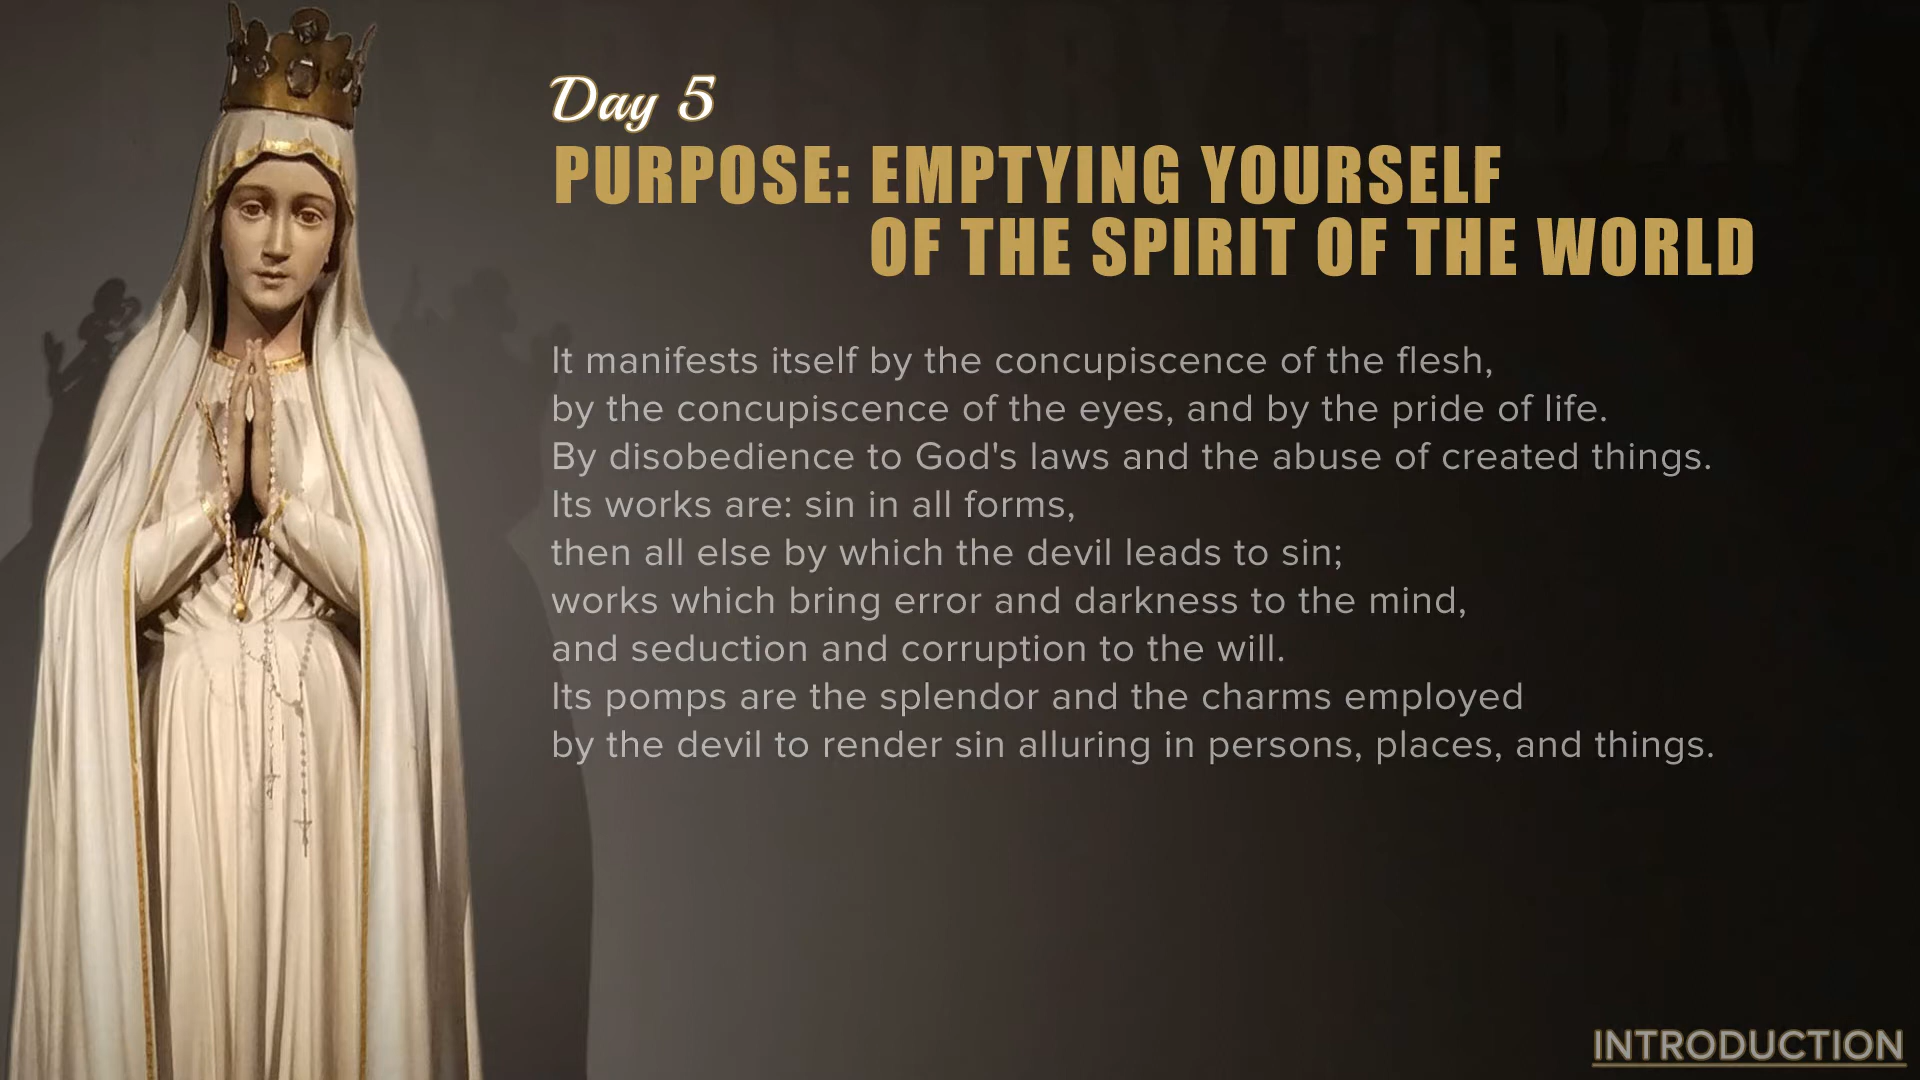 Day 5
PURPOSE: EMPTYING YOURSELF
OF THE SPIRIT OF THE WORLD
It manifests itself by the concupiscence of the flesh,
by the concupiscence of the eyes, and by the pride of life.
By disobedience to God's laws and the abuse of created things.
Its works are: sin in all forms,
then all else by which the devil leads to sin;
works which bring error and darkness to the mind,
and seduction and corruption to the will.
Its pomps are the splendor and the charms employed
by the devil to render sin alluring in persons, places, and things.
INTRODUCTION